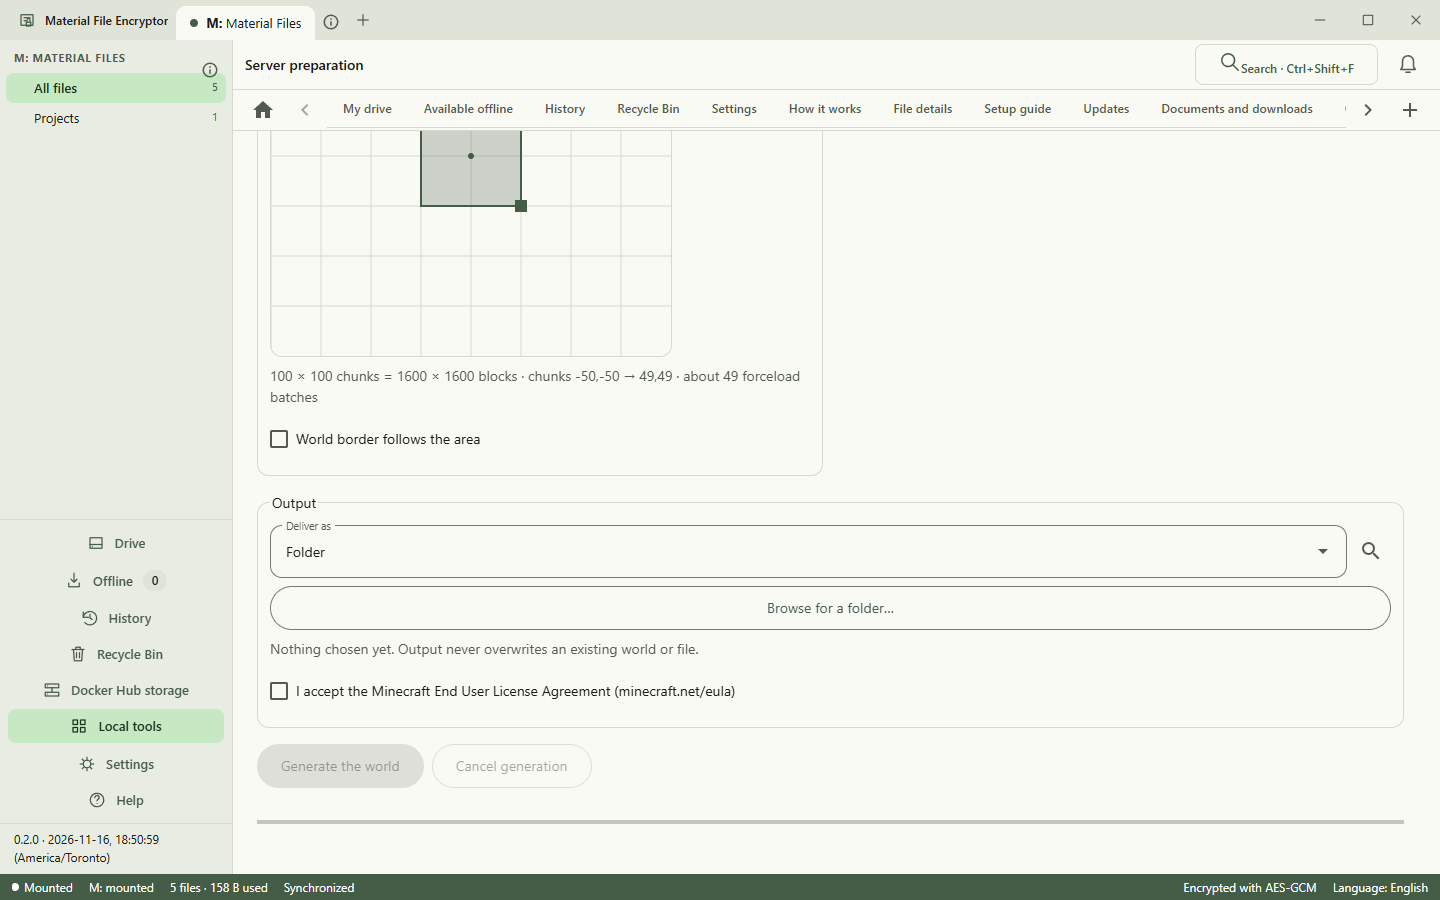 Material File Encryptor
M: Material Files
M: MATERIAL FILES
All files 5
Projects 1
Server preparation
Search · Ctrl+Shift+F
My drive
Available offline
History
Recycle Bin
Settings
How it works
File details
Setup guide
Updates
Documents and downloads
100 × 100 chunks = 1600 × 1600 blocks · chunks -50,-50 → 49,49 · about 49 forceload
batches
World border follows the area
Output
Deliver as
Folder
Browse for a folder...
Nothing chosen yet. Output never overwrites an existing world or file.
I accept the Minecraft End User License Agreement (minecraft.net/eula)
Generate the world
Cancel generation
Drive
Offline 0
History
Recycle Bin
Docker Hub storage
Local tools
Settings
Help
0.2.0 · 2026-11-16, 18:50:59
(America/Toronto)
Mounted
M: mounted
5 files · 158 B used
Synchronized
Encrypted with AES-GCM
Language: English